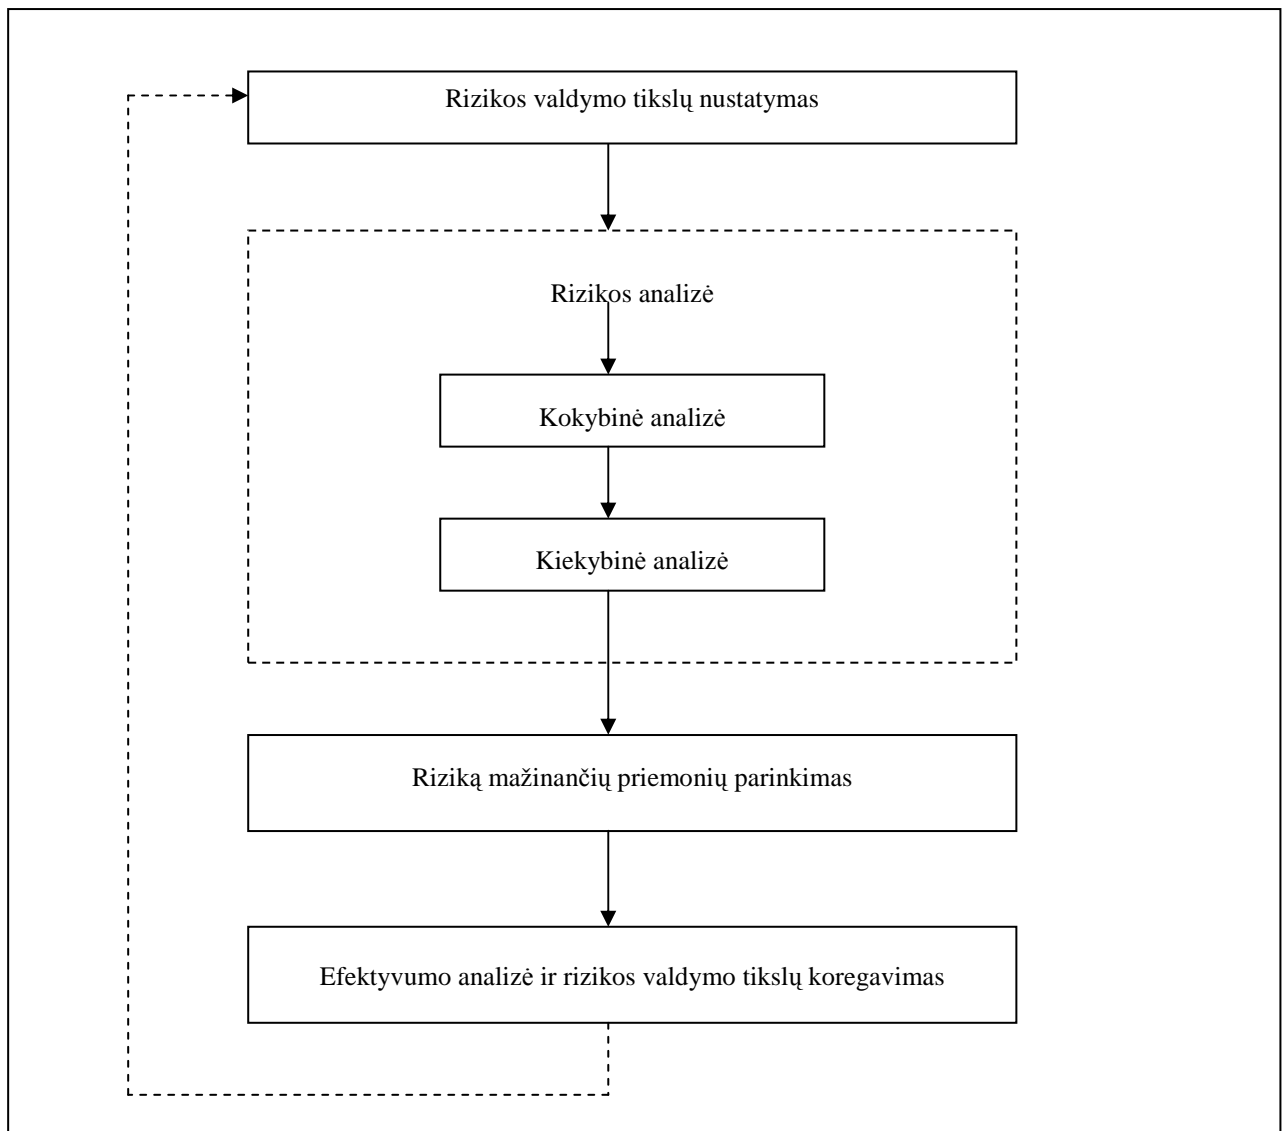 Rizikos valdymo tikslų nustatymas
Rizikos analizė
Kokybinė analizė
Kiekybinė analizė
Riziką mažinančių priemonių parinkimas
Efektyvumo analizė ir rizikos valdymo tikslų koregavimas